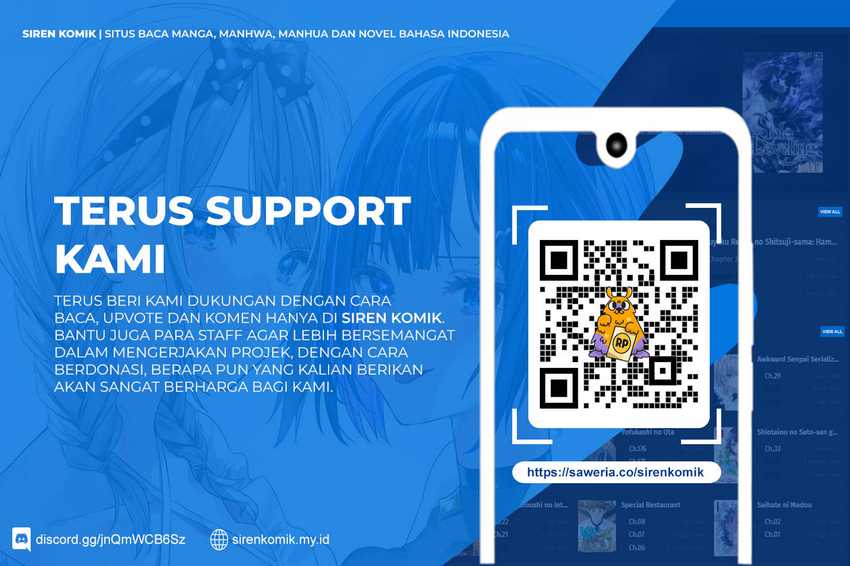 SIREN KOMIK | SITUS BACA MANGA, MANHWA, MANHUA DAN NOVEL BAHASA INDONESIA
TERUS SUPPORT
KAMI
TERUS BERI KAMI DUKUNGAN DENGAN CARA
BACA, UPVOTE DAN KOMEN HANYA DI SIREN KOMIK.
BANTU JUGA PARA STAFF AGAR LEBIH BERSEMANGAT
DALAM MENGERJAKAN PROJEK, DENGAN CARA
BERDONASI, BERAPA PUN YANG KALIAN BERIKAN
AKAN SANGAT BERHARGA BAGI KAMI.
discord.gg/jnQmWCB6Sz
sirenkomik.my.id
RP
https://saweria.co/sirenkomik
VIEW ALL
no Shitsuji-sama: Ham...
VIEW ALL
Awkward Senpai Serializ...
Ch.29
Yofukashi no Uta
Ch.176
Shiotaiou no Sato-san g...
Ch.33
Special Restaurant
Ch.08
Ch.07
Ch.06
Saihate ni Madou
Ch.02
Ch.01